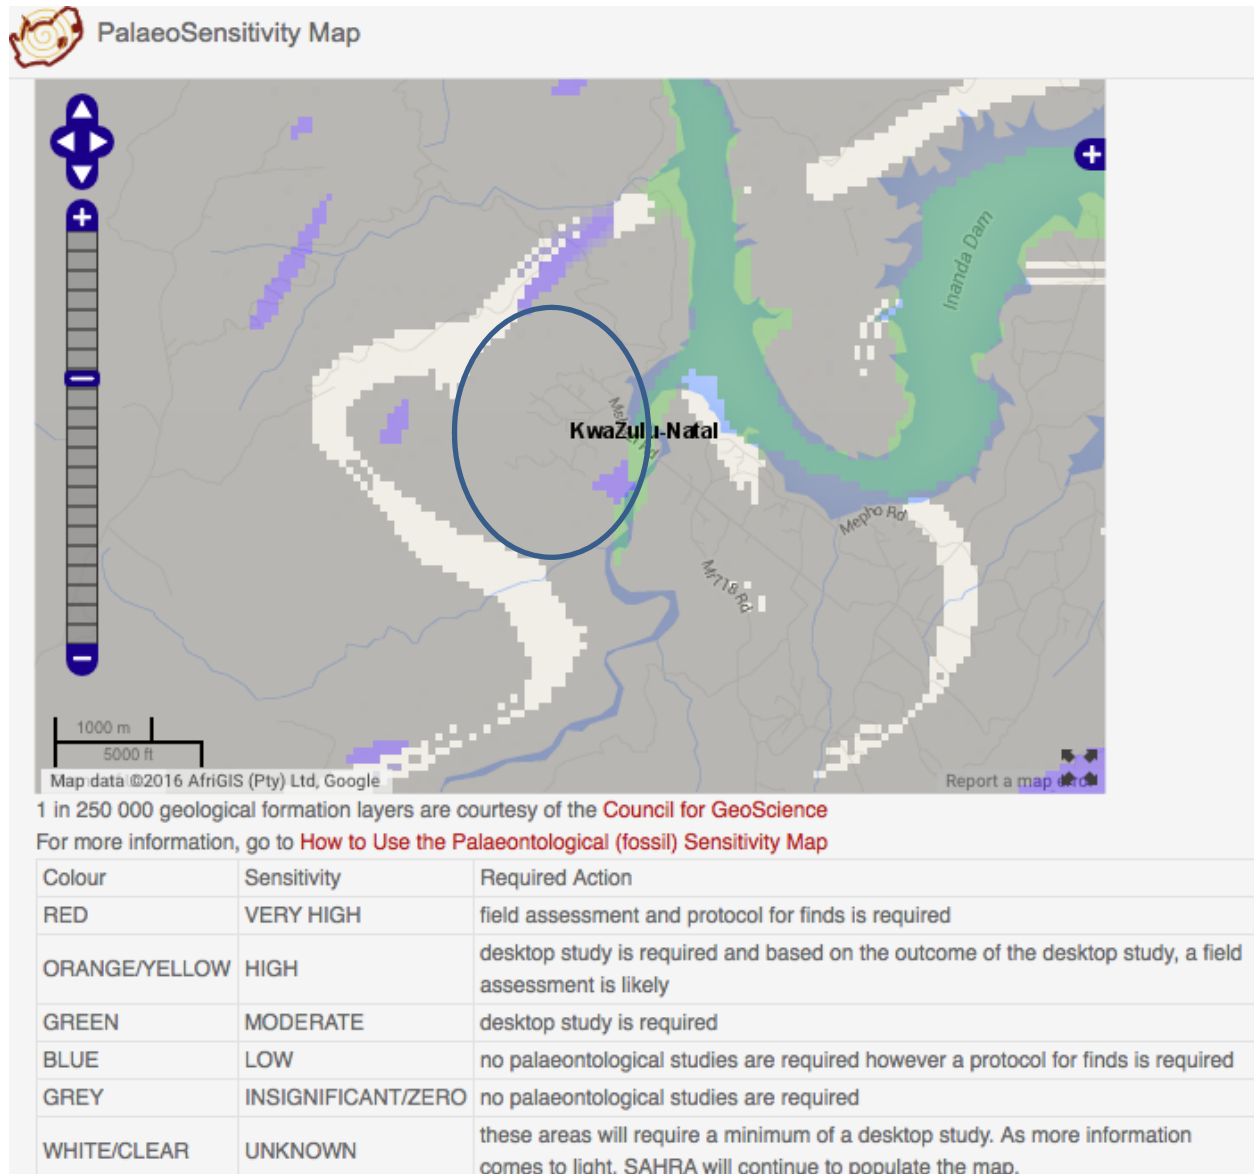 PalaeoSensitivity Map
Inanda Dam
KwaZulu-Natal
Mepho Rd
Mr118 Rd
1000 m
5000 ft
Map data ©2016 AfriGIS (Pty) Ltd, Google
Report a map error
1 in 250 000 geological formation layers are courtesy of the Council for GeoScience
For more information, go to How to Use the Palaeontological (fossil) Sensitivity Map
Colour Sensitivity Required Action
RED VERY HIGH field assessment and protocol for finds is required
ORANGE/YELLOW HIGH desktop study is required and based on the outcome of the desktop study, a field
assessment is likely
GREEN MODERATE desktop study is required
BLUE LOW no palaeontological studies are required however a protocol for finds is required
GREY INSIGNIFICANT/ZERO no palaeontological studies are required
WHITE/CLEAR UNKNOWN these areas will require a minimum of a desktop study. As more information
comes to light, SAHRA will continue to populate the map.